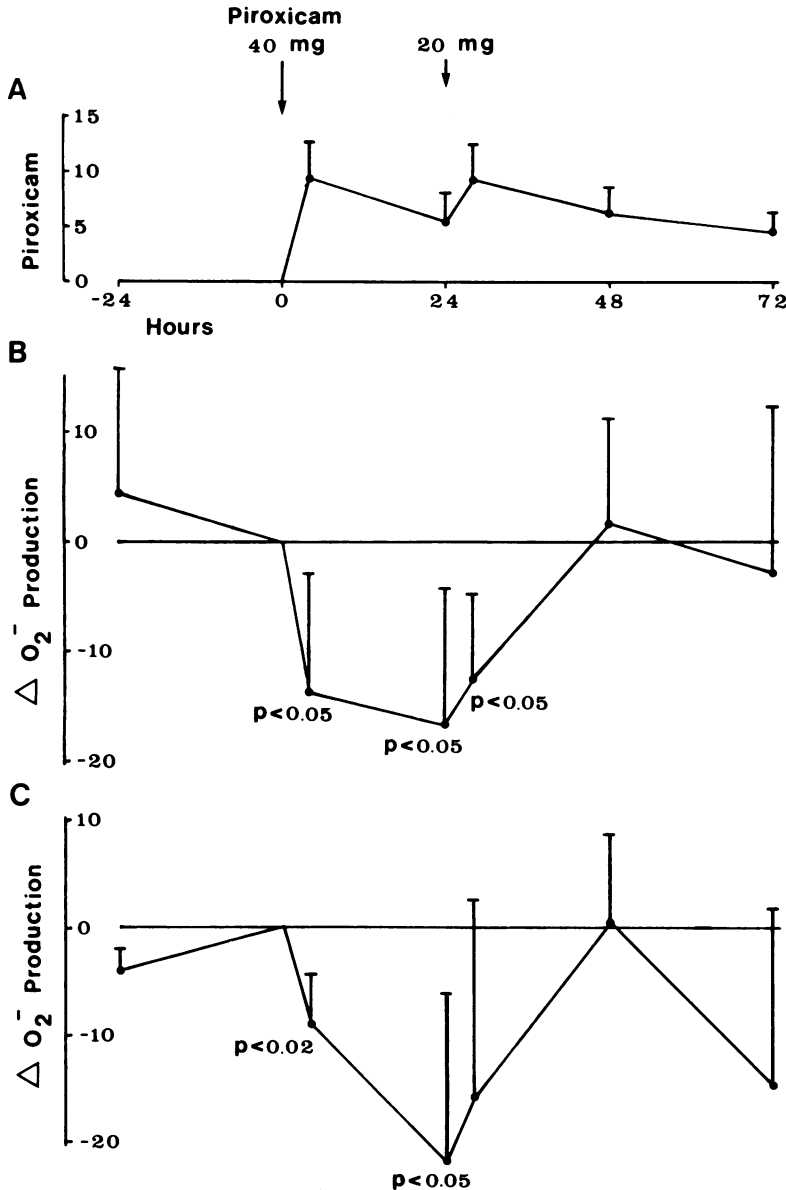 Piroxicam
40 mg
20 mg
A
15
10
5
0
Piroxicam
-24
0
24
48
72
Hours
B
10
0
-10
-20
△ O₂⁻ Production
p<0.05
p<0.05
p<0.05
C
10
0
-10
-20
△ O₂⁻ Production
p<0.02
p<0.05